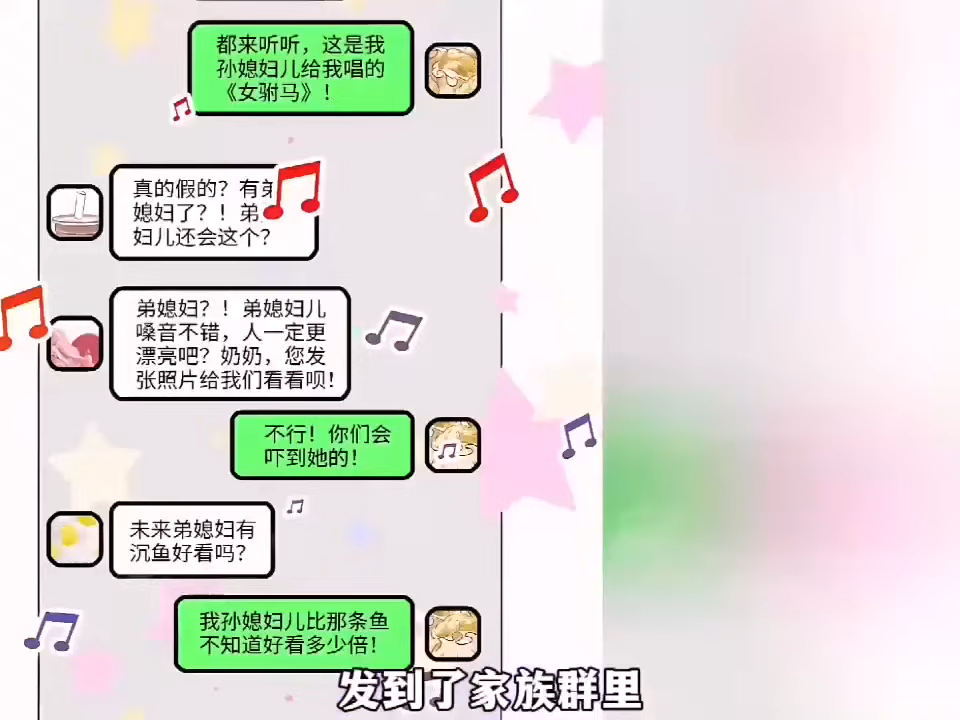 都来听听，这是我
孙媳妇儿给我唱的
《女驸马》！
真的假的？有弟
媳妇了？！弟
妇儿还会这个？
弟媳妇？！弟媳妇儿
嗓音不错，人一定更
漂亮吧？奶奶，您发
张照片给我们看看呗！
不行！你们会
吓到她的！
未来弟媳妇有
沉鱼好看吗？
我孙媳妇儿比那条鱼
不知道好看多少倍！
发到了家族群里